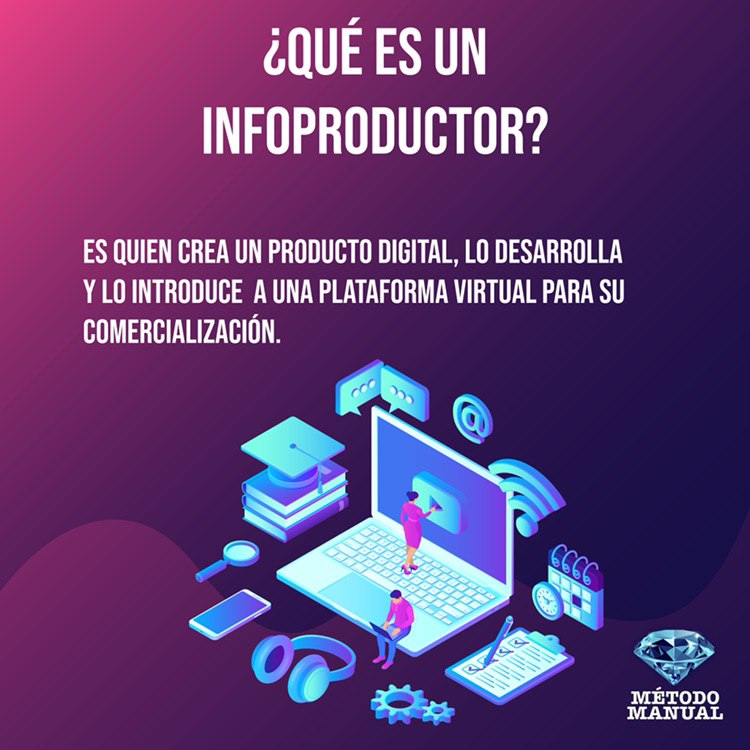 ¿QUÉ ES UN
INFOPRODUCTOR?
ES QUIEN CREA UN PRODUCTO DIGITAL, LO DESARROLLA
Y LO INTRODUCE A UNA PLATAFORMA VIRTUAL PARA SU
COMERCIALIZACIÓN.
@
MÉTODO
MANUAL